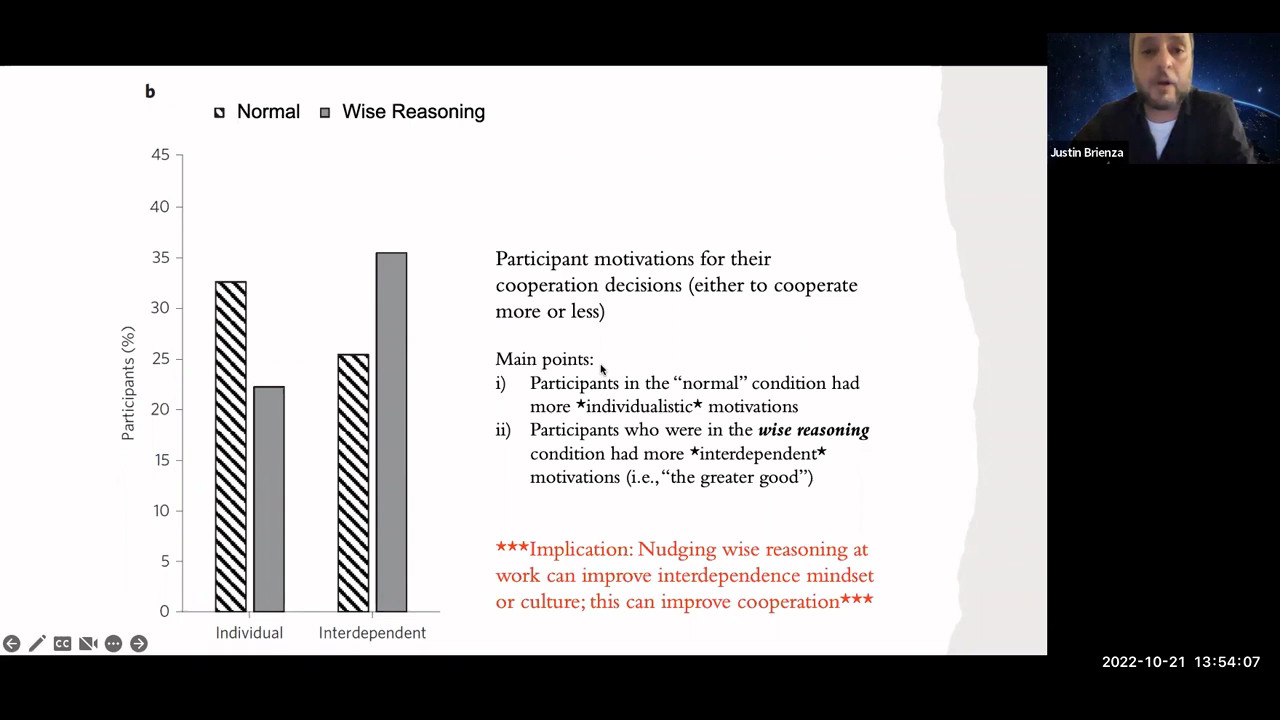 b
Normal Wise Reasoning
45
40
35
30
25
20
15
10
5
0
Participants (%)
Individual Interdependent
Participant motivations for their
cooperation decisions (either to cooperate
more or less)
Main points:
i) Participants in the “normal” condition had
more *individualistic* motivations
ii) Participants who were in the wise reasoning
condition had more *interdependent*
motivations (i.e., “the greater good”)
***Implication: Nudging wise reasoning at
work can improve interdependence mindset
or culture; this can improve cooperation***
CC
Justin Brienza
2022-10-21 13:54:07